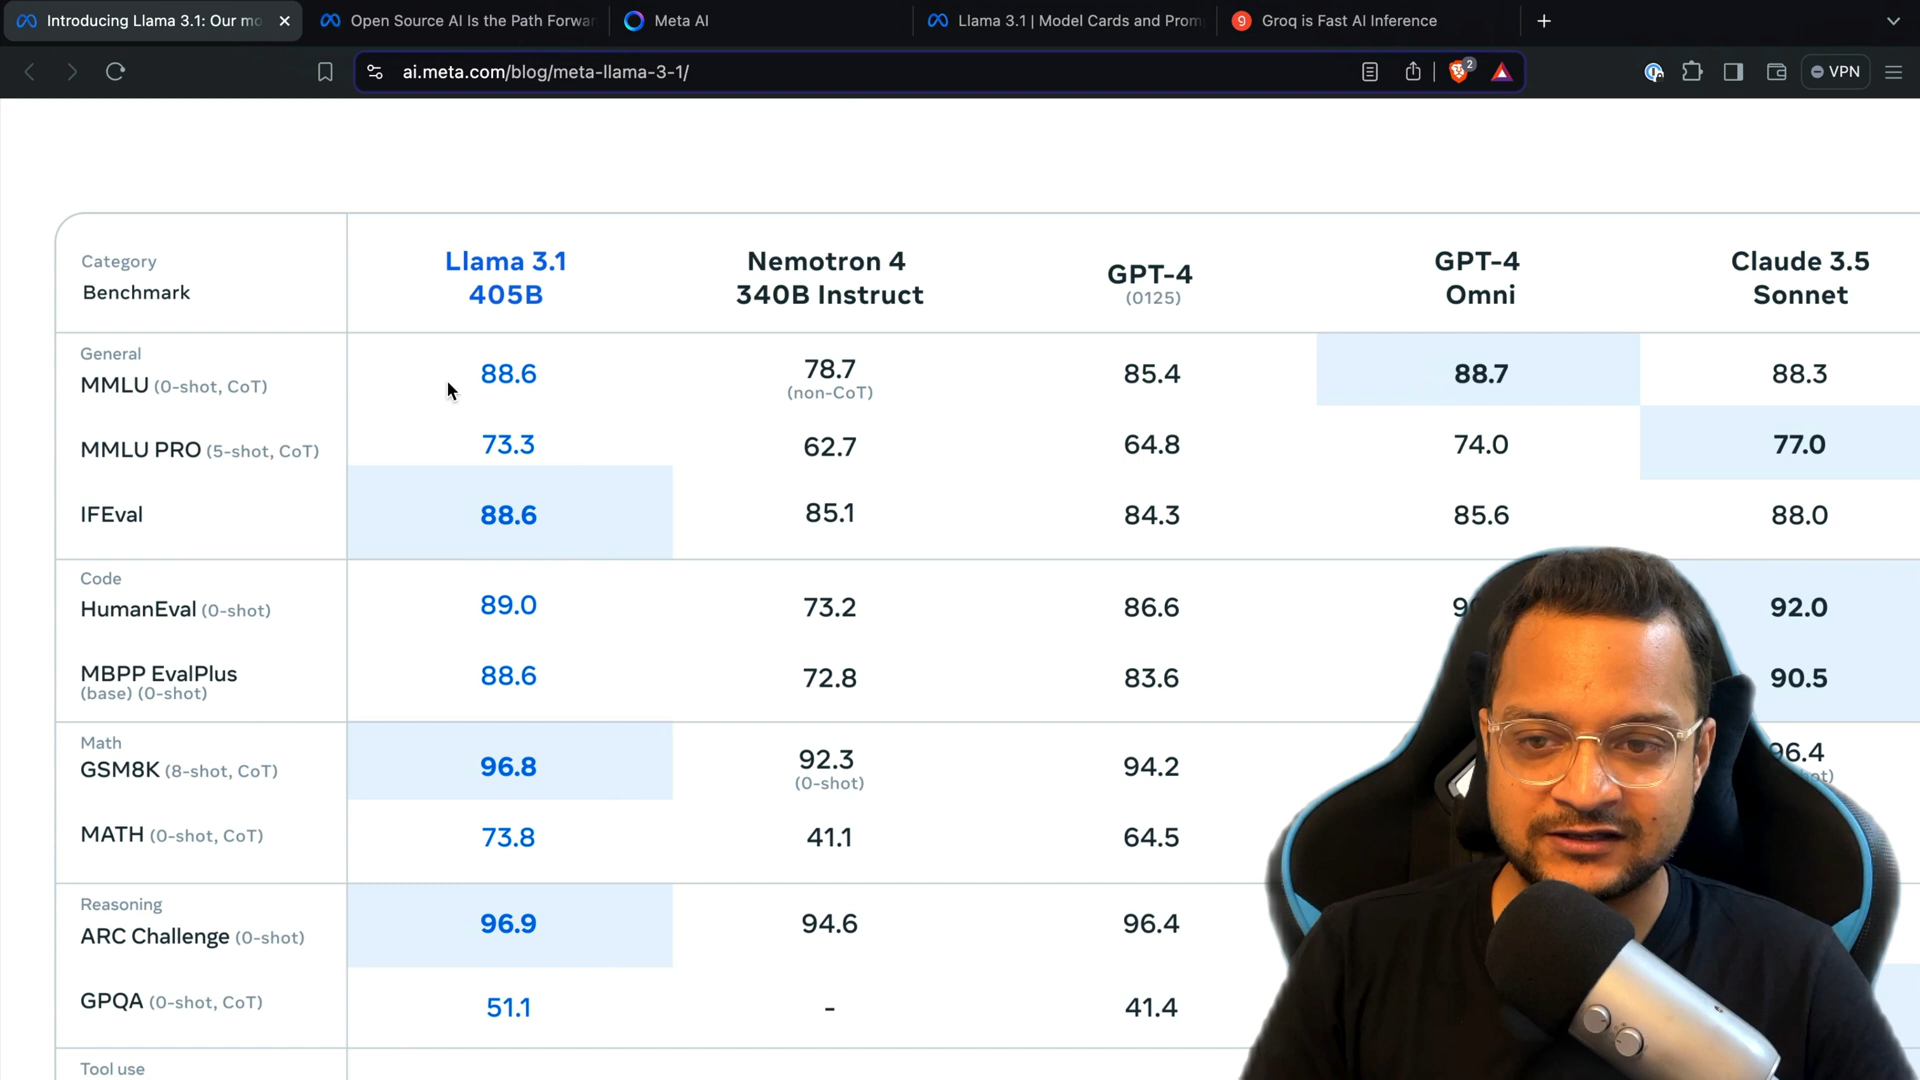 Introducing Llama 3.1: Our mo
Open Source AI Is the Path Forwar
Meta AI
Llama 3.1 | Model Cards and Prom
9 Groq is Fast AI Inference
ai.meta.com/blog/meta-llama-3-1/
2
VPN
Category
Benchmark
Llama 3.1
405B
Nemotron 4
340B Instruct
GPT-4
(0125)
GPT-4
Omni
Claude 3.5
Sonnet
General
MMLU (0-shot, CoT)
88.6
78.7
(non-CoT)
85.4
88.7
88.3
MMLU PRO (5-shot, CoT)
73.3
62.7
64.8
74.0
77.0
IFEval
88.6
85.1
84.3
85.6
88.0
Code
HumanEval (0-shot)
89.0
73.2
86.6
92.0
MBPP EvalPlus
(base) (0-shot)
88.6
72.8
83.6
90.5
Math
GSM8K (8-shot, CoT)
96.8
92.3
(0-shot)
94.2
96.4
MATH (0-shot, CoT)
73.8
41.1
64.5
Reasoning
ARC Challenge (0-shot)
96.9
94.6
96.4
GPQA (0-shot, CoT)
51.1
-
41.4
Tool use